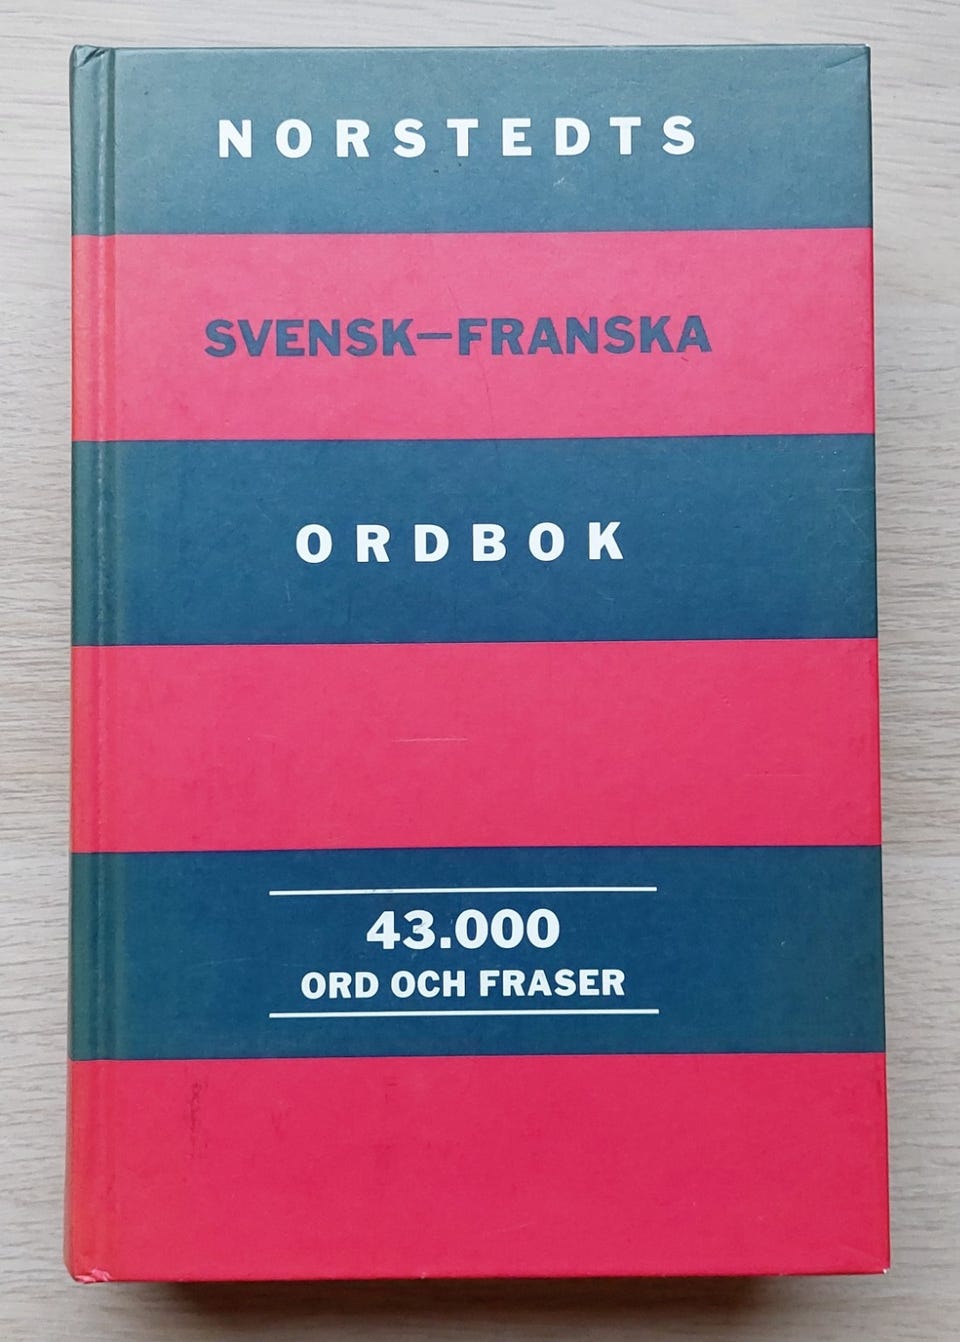 NORSTEDTS
SVENSK–FRANSKA
ORDBOK
43.000
ORD OCH FRASER